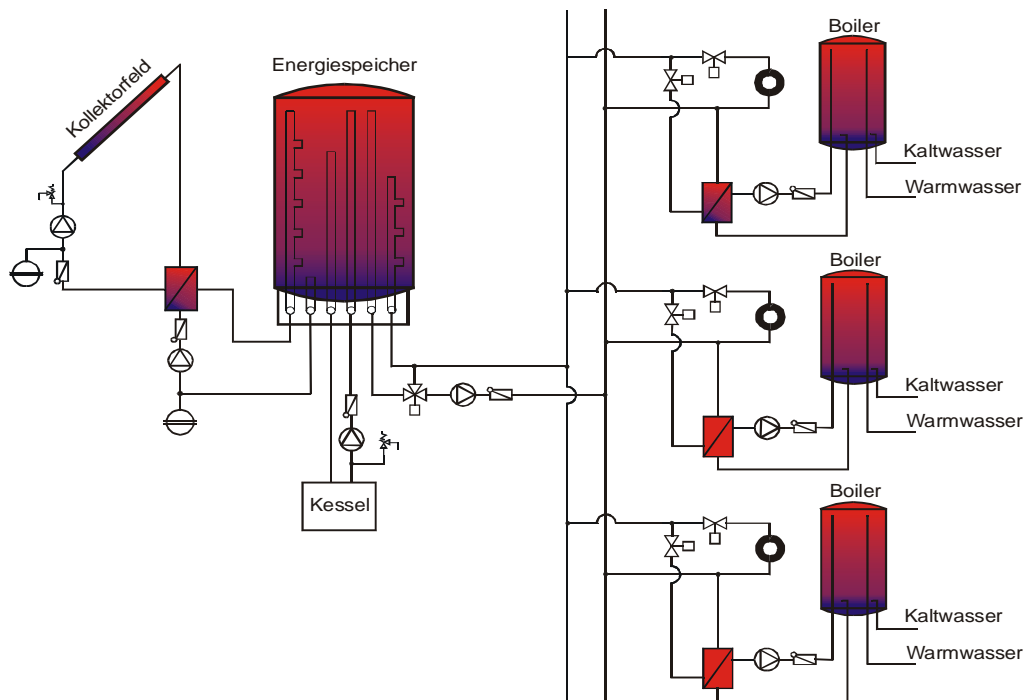 Kollektorfeld
Energiespeicher
Kessel
Boiler
Kaltwasser
Warmwasser
Boiler
Kaltwasser
Warmwasser
Boiler
Kaltwasser
Warmwasser